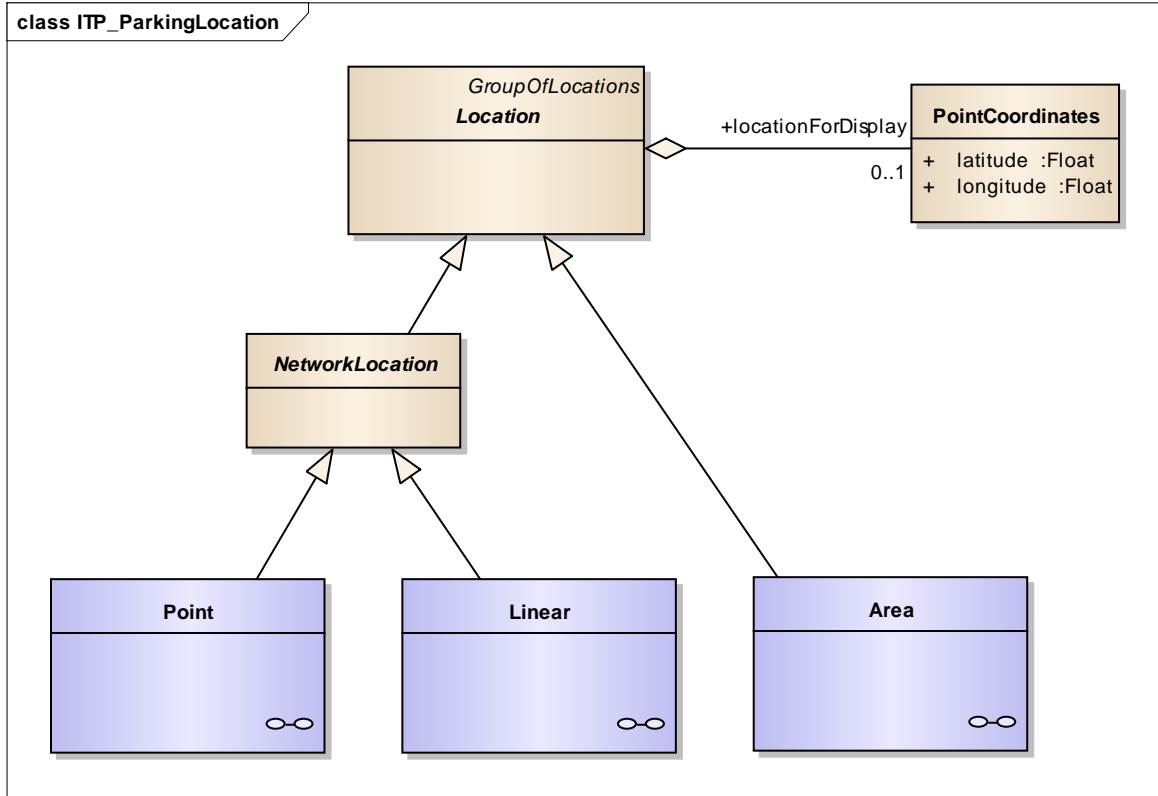 class ITP_ParkingLocation
GroupOfLocations
Location
+locationForDisplay
0..1
PointCoordinates
+ latitude :Float
+ longitude :Float
NetworkLocation
Point
Linear
Area